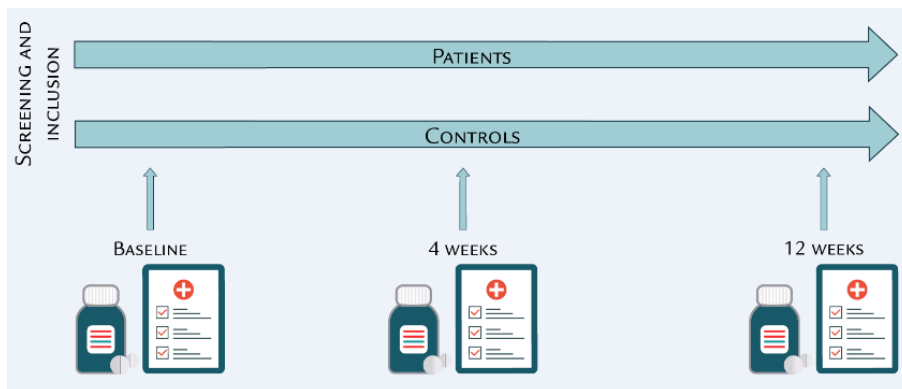 SCREENING AND
INCLUSION
PATIENTS
CONTROLS
BASELINE
4 WEEKS
12 WEEKS